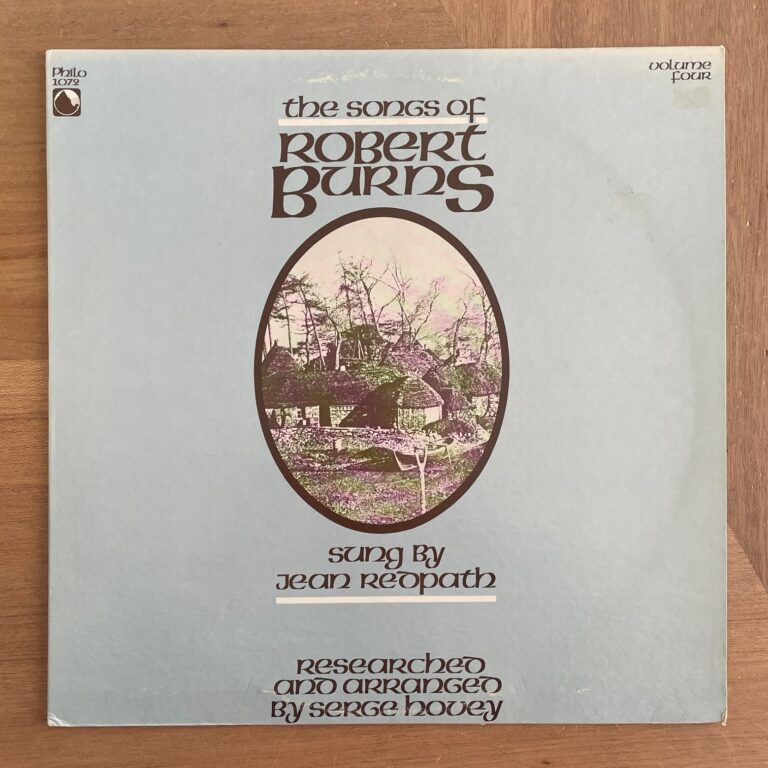 Philo
1072
volume
four
the songs of
Robert
Burns
sung by
Jean Redpath
Researched
and arranged
by Serge Hovey